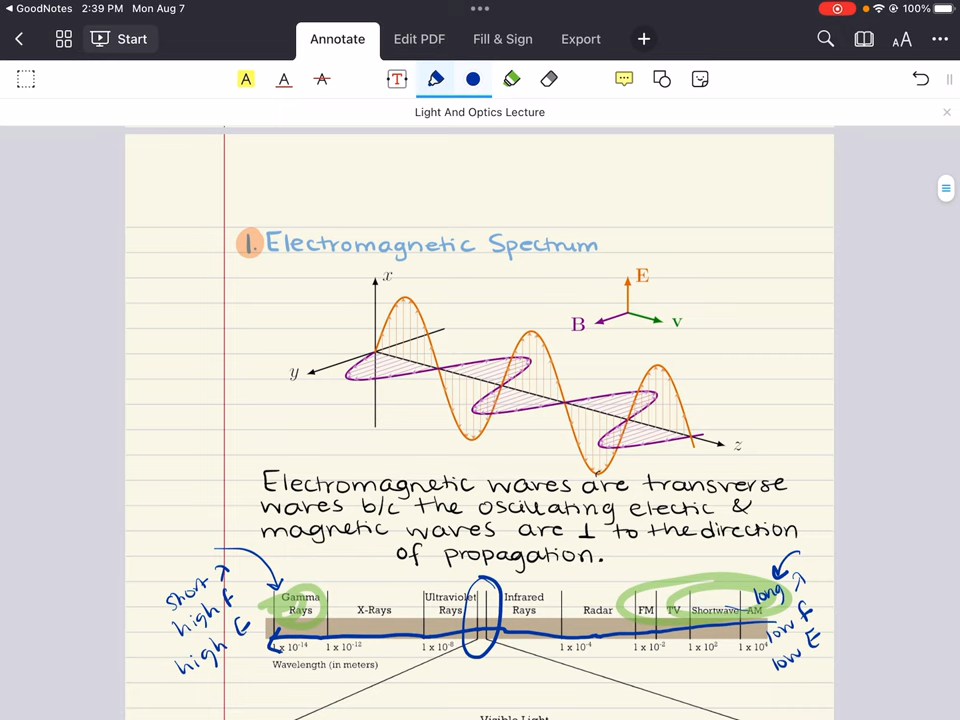 GoodNotes 2:39 PM Mon Aug 7 100%
Start Annotate Edit PDF Fill & Sign Export
A A A T AA
Light And Optics Lecture
1. Electromagnetic Spectrum
x
E
B
v
y
z
Electromagnetic waves are transverse
waves b/c the oscillating electic &
magnetic waves are ⊥ to the direction
of propagation.
short λ
high f
high E
long λ
low f
low E
Gamma Rays
X-Rays
Ultraviolet Rays
Infrared Rays
Radar
FM
TV
Shortwave
AM
1 x 10⁻¹⁴ 1 x 10⁻¹² 1 x 10⁻⁸ 1 x 10⁻⁴ 1 x 10⁻² 1 x 10² 1 x 10⁴
Wavelength (in meters)
Visible Light